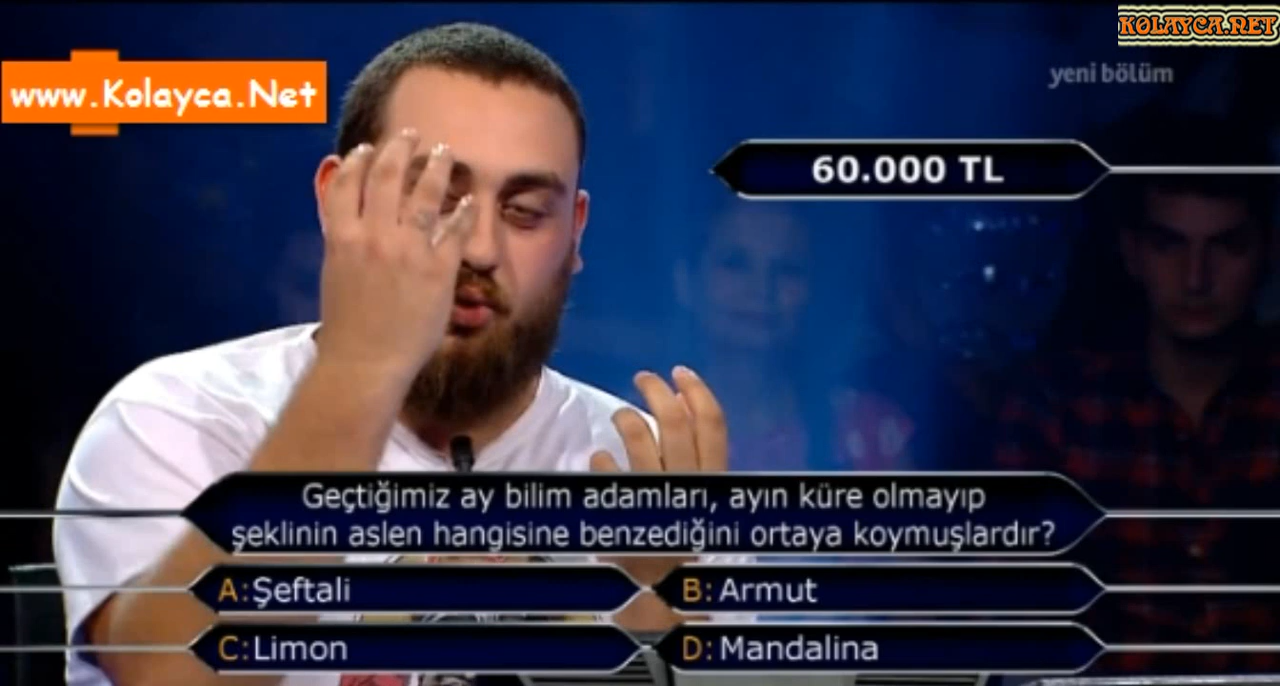 KOLAYCA.NET
www.Kolayca.Net
yeni bölüm
60.000 TL
Geçtiğimiz ay bilim adamları, ayın küre olmayıp
şeklinin aslen hangisine benzediğini ortaya koymuşlardır?
A: Şeftali
B: Armut
C: Limon
D: Mandalina